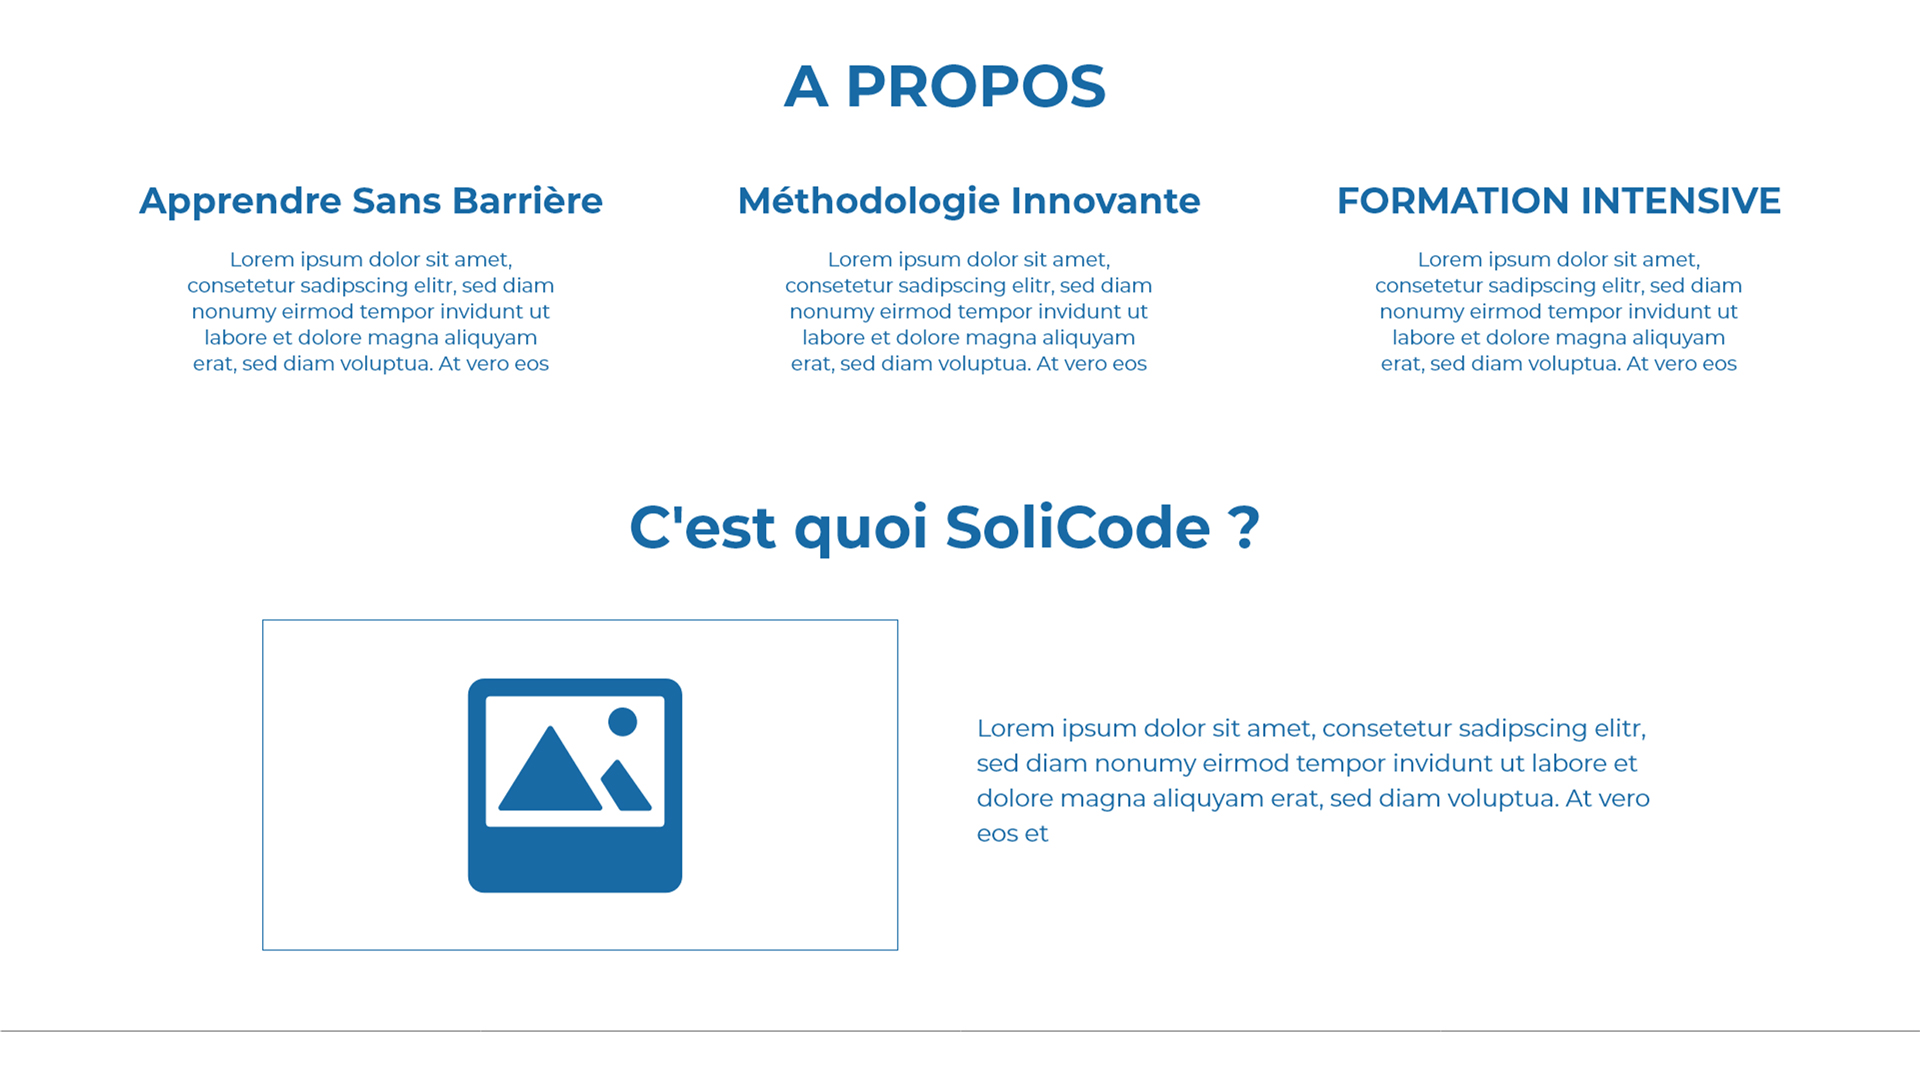 A PROPOS
Apprendre Sans Barrière
Lorem ipsum dolor sit amet,
consetetur sadipscing elitr, sed diam
nonumy eirmod tempor invidunt ut
labore et dolore magna aliquyam
erat, sed diam voluptua. At vero eos
Méthodologie Innovante
Lorem ipsum dolor sit amet,
consetetur sadipscing elitr, sed diam
nonumy eirmod tempor invidunt ut
labore et dolore magna aliquyam
erat, sed diam voluptua. At vero eos
FORMATION INTENSIVE
Lorem ipsum dolor sit amet,
consetetur sadipscing elitr, sed diam
nonumy eirmod tempor invidunt ut
labore et dolore magna aliquyam
erat, sed diam voluptua. At vero eos
C'est quoi SoliCode ?
Lorem ipsum dolor sit amet, consetetur sadipscing elitr,
sed diam nonumy eirmod tempor invidunt ut labore et
dolore magna aliquyam erat, sed diam voluptua. At vero
eos et